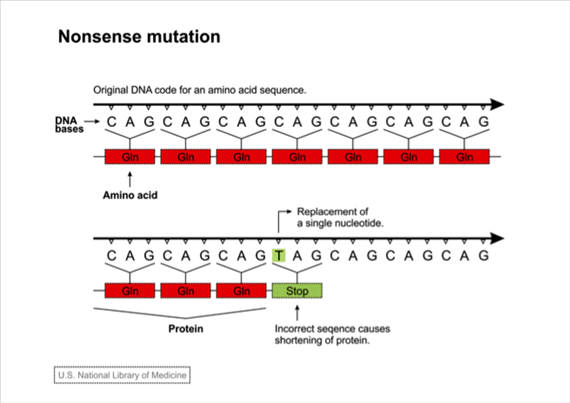 Nonsense mutation
Original DNA code for an amino acid sequence.
DNA
bases
C A G C A G C A G C A G C A G C A G C A G
Gln Gln Gln Gln Gln Gln Gln
Amino acid
Replacement of
a single nucleotide.
C A G C A G C A G T A G C A G C A G C A G
Gln Gln Gln Stop
Protein
Incorrect seqence causes
shortening of protein.
U.S. National Library of Medicine